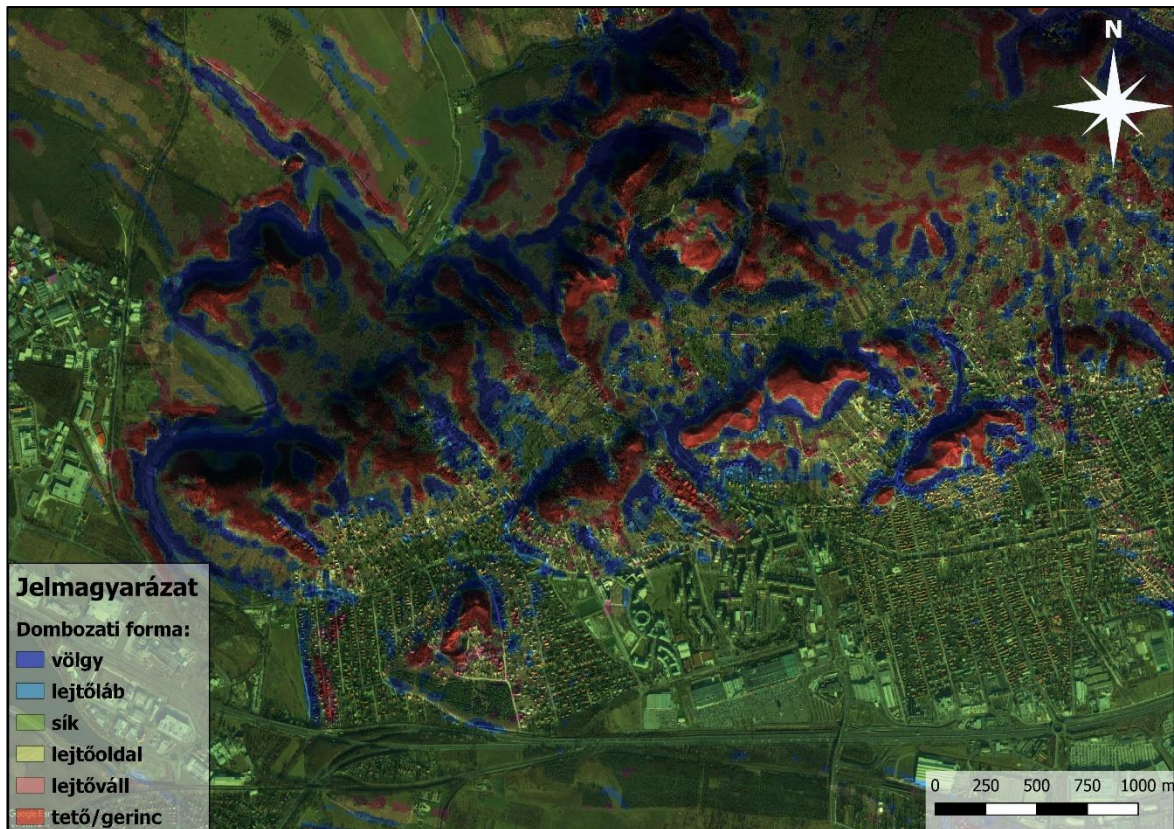 N
Jelmagyarázat
Dombozati forma:
völgy
lejtőláb
sík
lejtőoldal
lejtőváll
tető/gerinc
0 250 500 750 1000 m